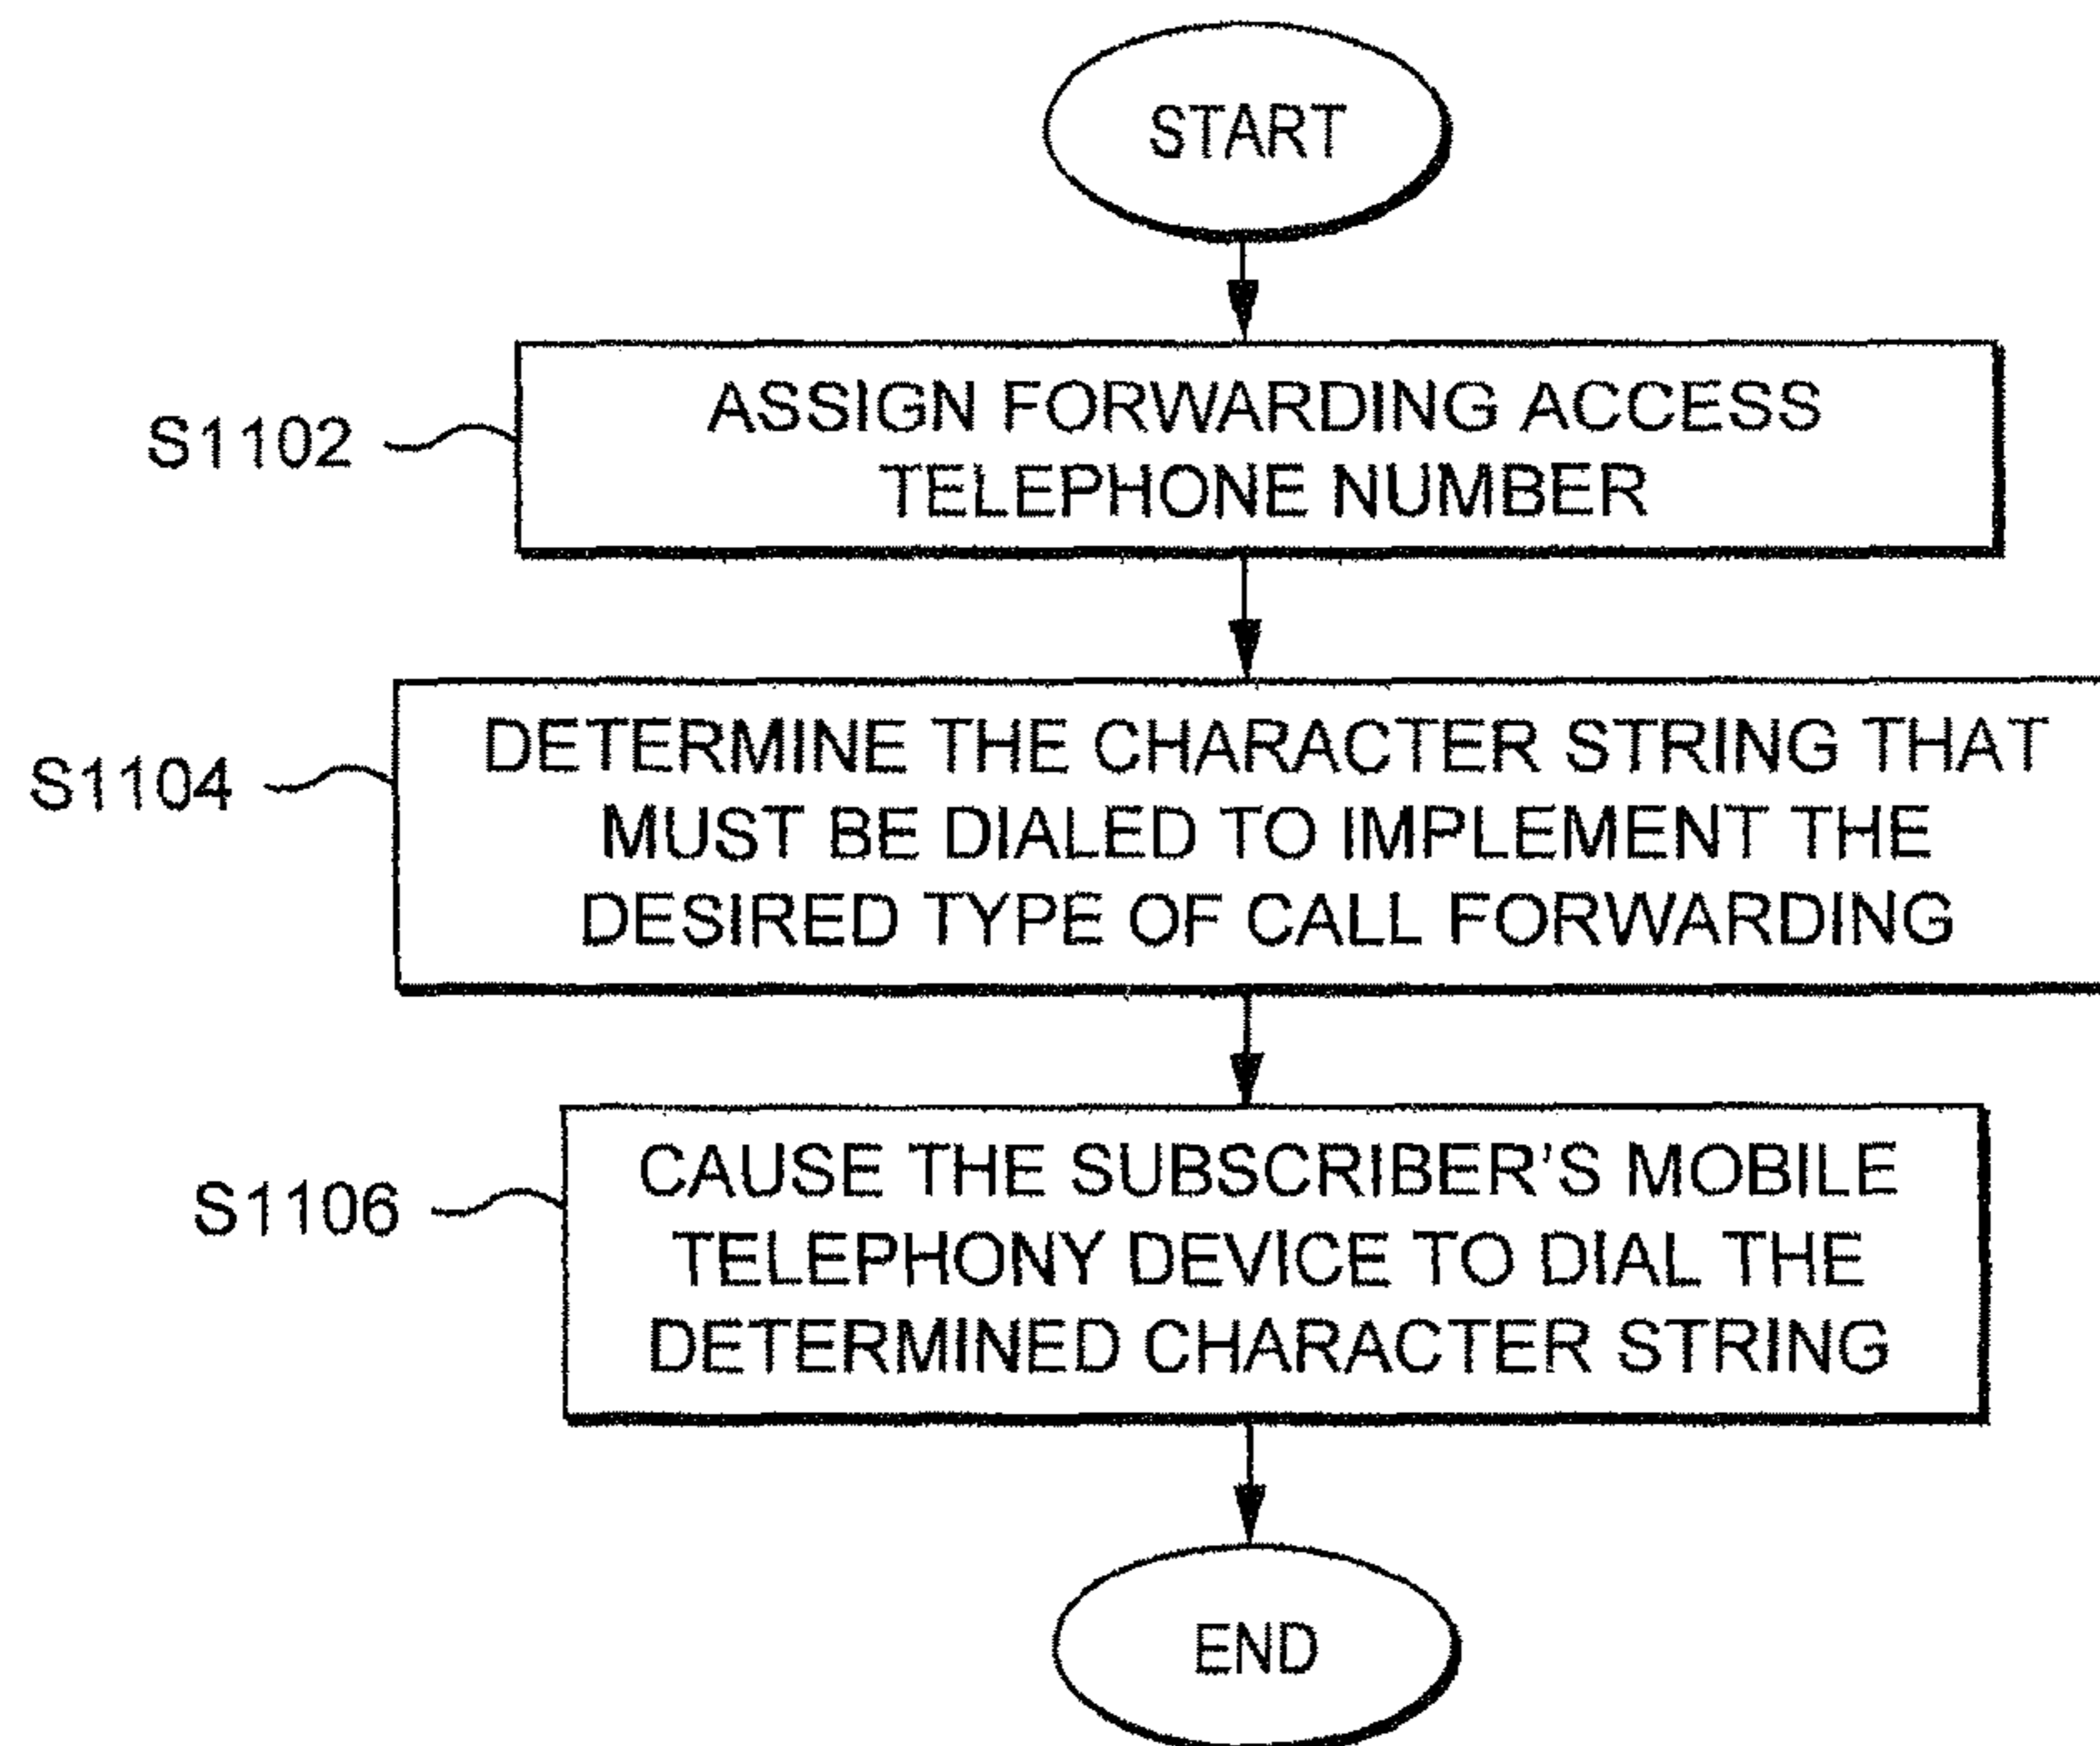 START
S1102
ASSIGN FORWARDING ACCESS
TELEPHONE NUMBER
S1104
DETERMINE THE CHARACTER STRING THAT
MUST BE DIALED TO IMPLEMENT THE
DESIRED TYPE OF CALL FORWARDING
S1106
CAUSE THE SUBSCRIBER’S MOBILE
TELEPHONY DEVICE TO DIAL THE
DETERMINED CHARACTER STRING
END